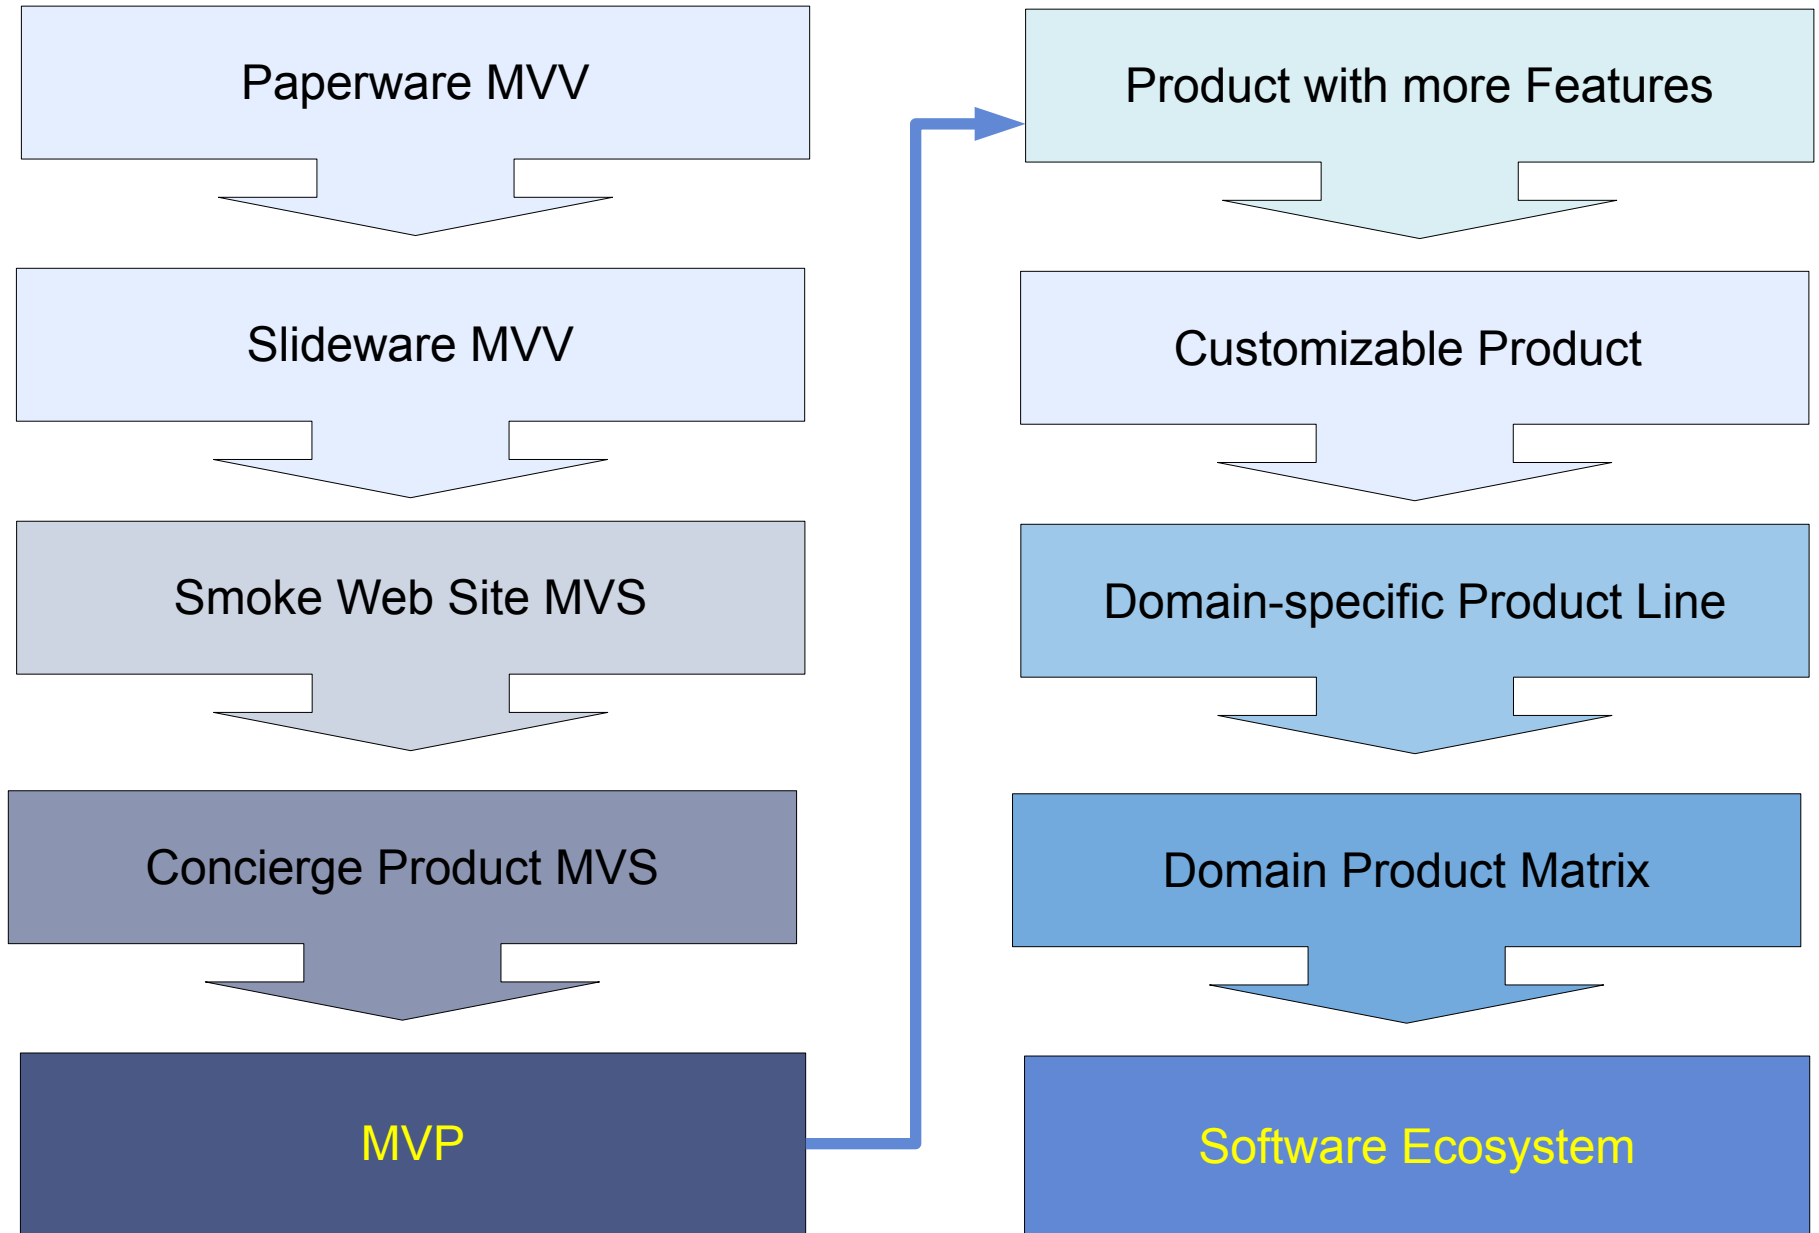 Paperware MVV
Slideware MVV
Smoke Web Site MVS
Concierge Product MVS
MVP
Product with more Features
Customizable Product
Domain-specific Product Line
Domain Product Matrix
Software Ecosystem